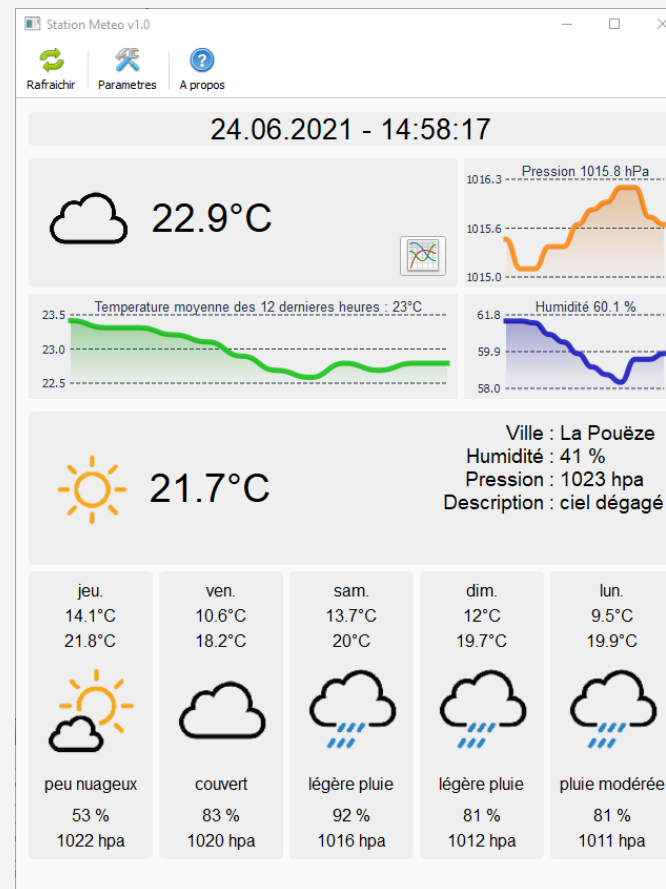 Station Meteo v1.0
Rafraichir Parametres A propos
24.06.2021 - 14:58:17
22.9°C
Pression 1015.8 hPa
1016.3
1015.6
1015.0
Temperature moyenne des 12 dernieres heures : 23°C
23.5
23.0
22.5
Humidité 60.1 %
61.8
59.9
58.0
21.7°C
Ville : La Pouëze
Humidité : 41 %
Pression : 1023 hpa
Description : ciel dégagé
jeu. ven. sam. dim. lun.
14.1°C 10.6°C 13.7°C 12°C 9.5°C
21.8°C 18.2°C 20°C 19.7°C 19.9°C
peu nuageux couvert légère pluie légère pluie pluie modérée
53 % 83 % 92 % 81 % 81 %
1022 hpa 1020 hpa 1016 hpa 1012 hpa 1011 hpa